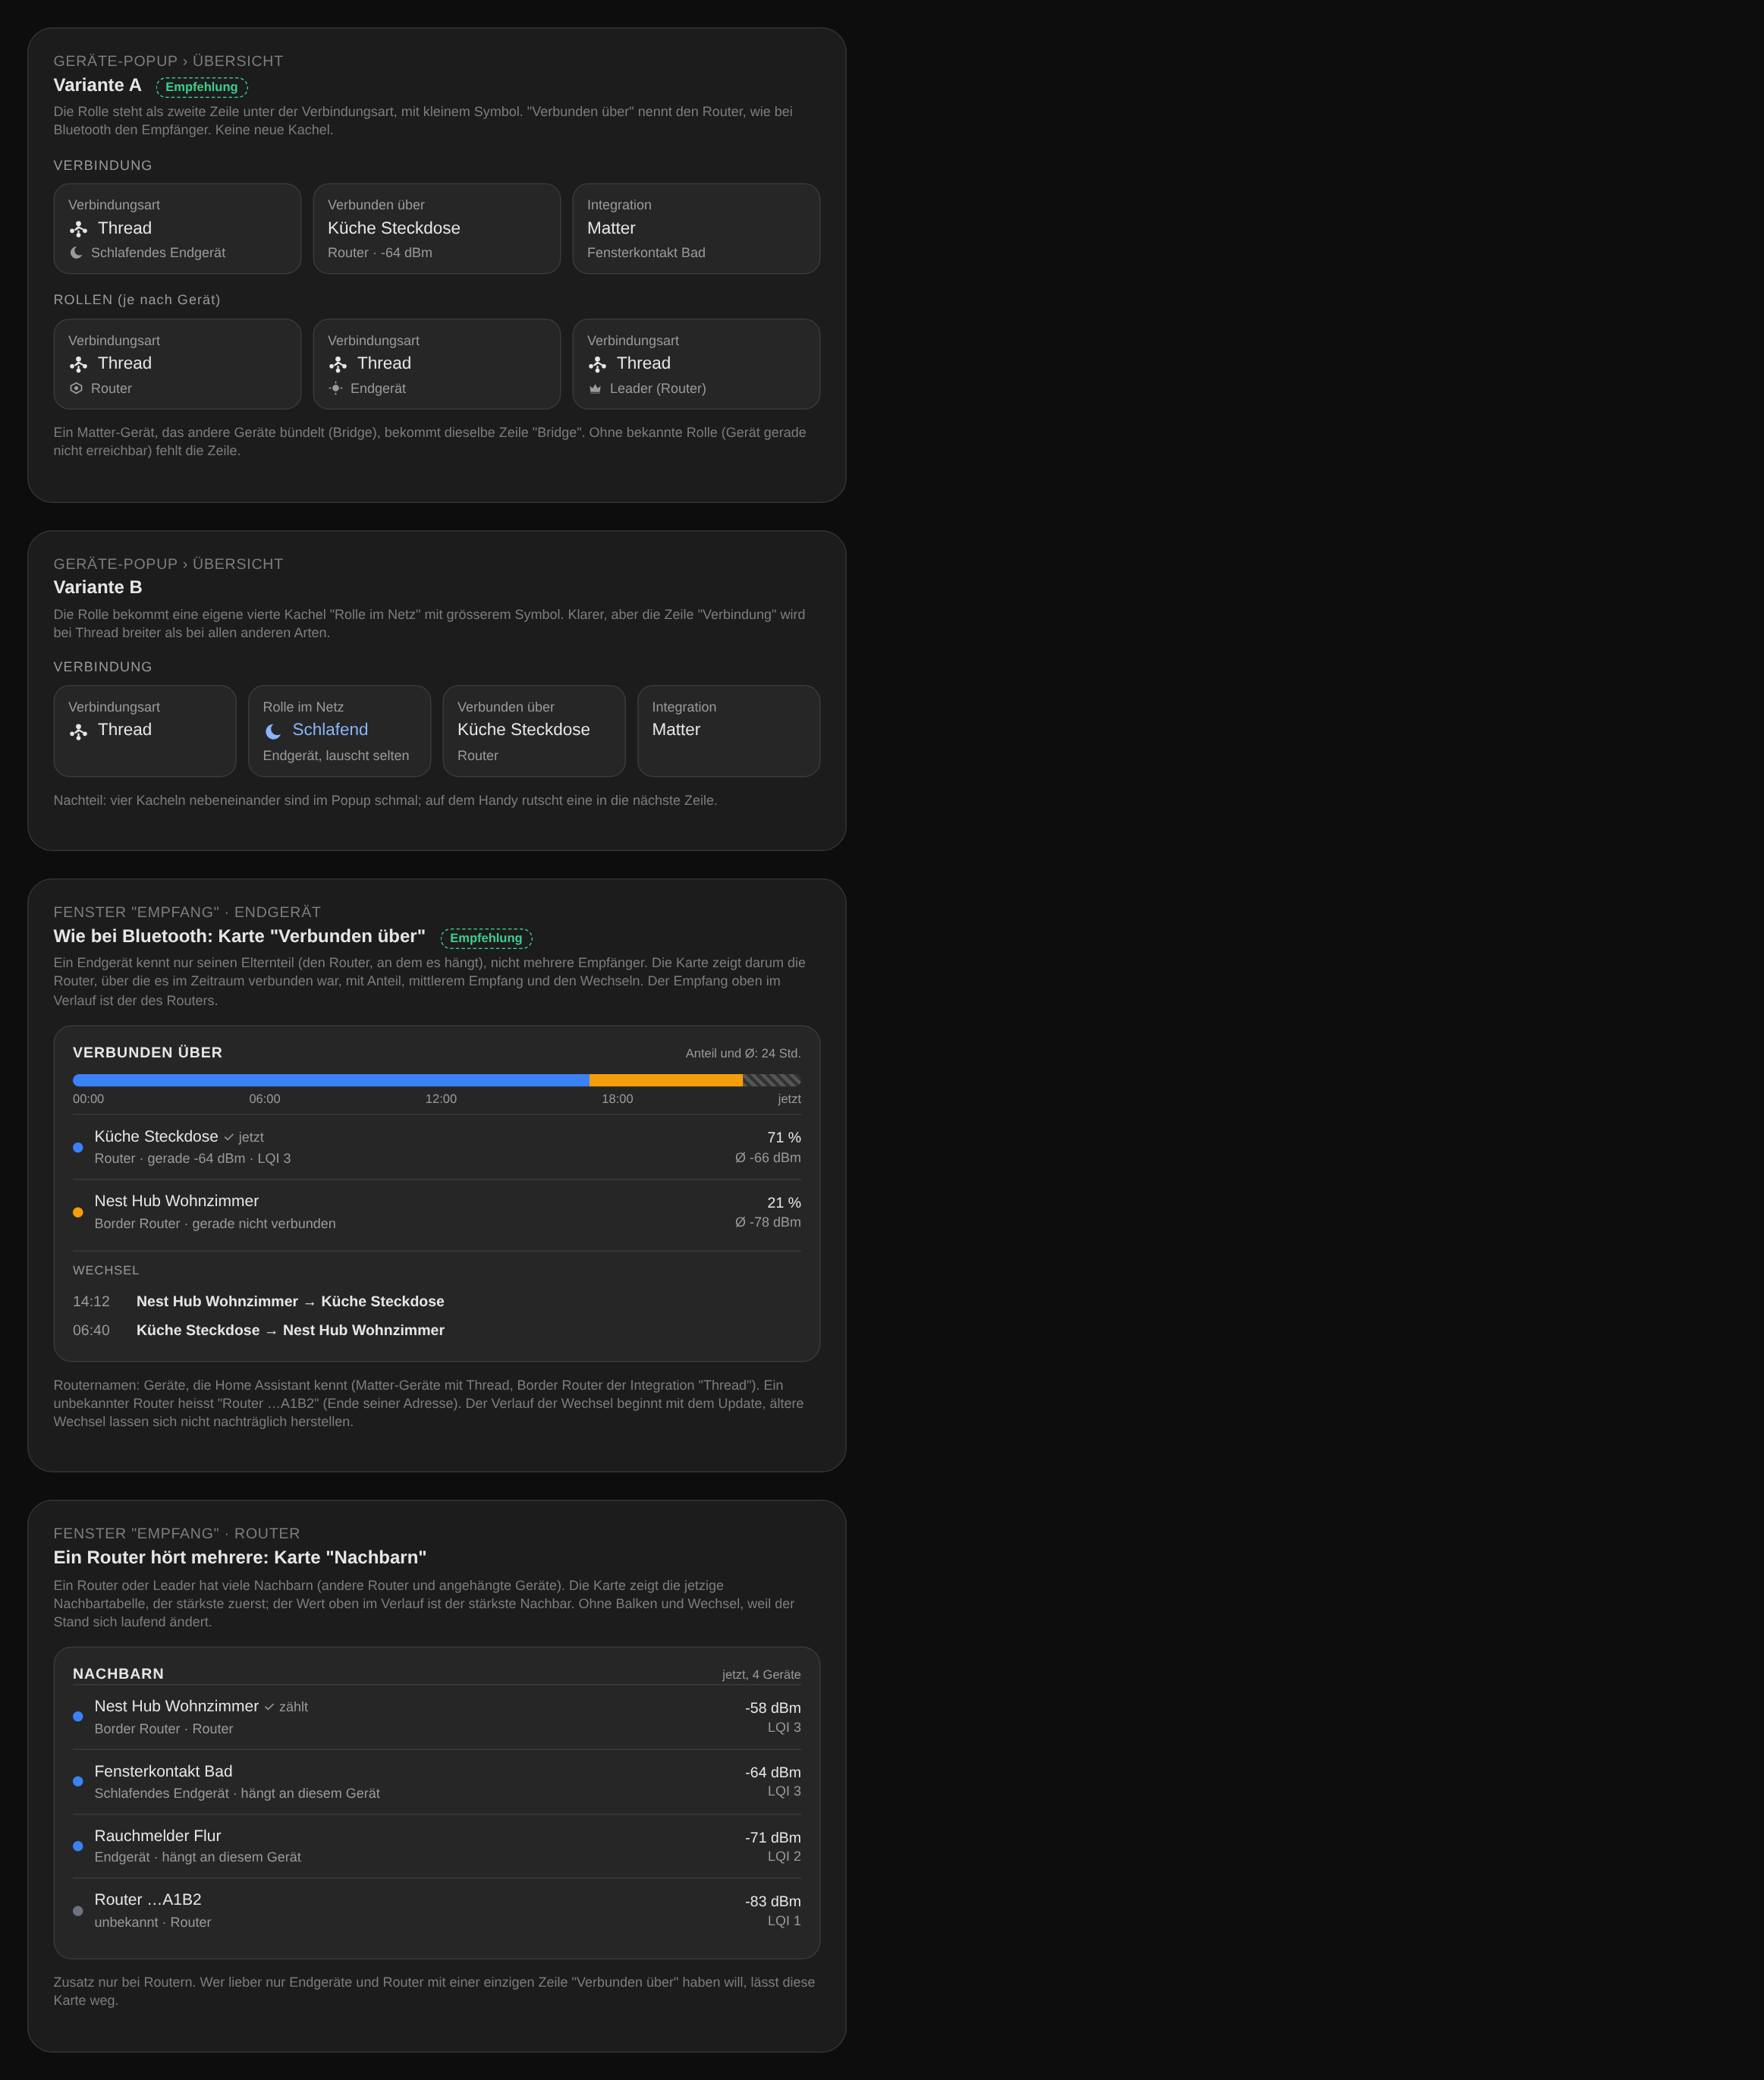 GERÄTE-POPUP › ÜBERSICHT
Variante A Empfehlung
Die Rolle steht als zweite Zeile unter der Verbindungsart, mit kleinem Symbol. "Verbunden über" nennt den Router, wie bei
Bluetooth den Empfänger. Keine neue Kachel.
VERBINDUNG
Verbindungsart
Thread
Schlafendes Endgerät
Verbunden über
Küche Steckdose
Router · -64 dBm
Integration
Matter
Fensterkontakt Bad
ROLLEN (je nach Gerät)
Verbindungsart
Thread
Router
Verbindungsart
Thread
Endgerät
Verbindungsart
Thread
Leader (Router)
Ein Matter-Gerät, das andere Geräte bündelt (Bridge), bekommt dieselbe Zeile "Bridge". Ohne bekannte Rolle (Gerät gerade
nicht erreichbar) fehlt die Zeile.
GERÄTE-POPUP › ÜBERSICHT
Variante B
Die Rolle bekommt eine eigene vierte Kachel "Rolle im Netz" mit grösserem Symbol. Klarer, aber die Zeile "Verbindung" wird
bei Thread breiter als bei allen anderen Arten.
VERBINDUNG
Verbindungsart
Thread
Rolle im Netz
Schlafend
Endgerät, lauscht selten
Verbunden über
Küche Steckdose
Router
Integration
Matter
Nachteil: vier Kacheln nebeneinander sind im Popup schmal; auf dem Handy rutscht eine in die nächste Zeile.
FENSTER "EMPFANG" · ENDGERÄT
Wie bei Bluetooth: Karte "Verbunden über" Empfehlung
Ein Endgerät kennt nur seinen Elternteil (den Router, an dem es hängt), nicht mehrere Empfänger. Die Karte zeigt darum die
Router, über die es im Zeitraum verbunden war, mit Anteil, mittlerem Empfang und den Wechseln. Der Empfang oben im
Verlauf ist der des Routers.
VERBUNDEN ÜBER Anteil und Ø: 24 Std.
00:00 06:00 12:00 18:00 jetzt
Küche Steckdose ✓ jetzt 71 %
Router · gerade -64 dBm · LQI 3 Ø -66 dBm
Nest Hub Wohnzimmer 21 %
Border Router · gerade nicht verbunden Ø -78 dBm
WECHSEL
14:12 Nest Hub Wohnzimmer → Küche Steckdose
06:40 Küche Steckdose → Nest Hub Wohnzimmer
Routernamen: Geräte, die Home Assistant kennt (Matter-Geräte mit Thread, Border Router der Integration "Thread"). Ein
unbekannter Router heisst "Router …A1B2" (Ende seiner Adresse). Der Verlauf der Wechsel beginnt mit dem Update, ältere
Wechsel lassen sich nicht nachträglich herstellen.
FENSTER "EMPFANG" · ROUTER
Ein Router hört mehrere: Karte "Nachbarn"
Ein Router oder Leader hat viele Nachbarn (andere Router und angehängte Geräte). Die Karte zeigt die jetzige
Nachbartabelle, der stärkste zuerst; der Wert oben im Verlauf ist der stärkste Nachbar. Ohne Balken und Wechsel, weil der
Stand sich laufend ändert.
NACHBARN jetzt, 4 Geräte
Nest Hub Wohnzimmer ✓ zählt -58 dBm
Border Router · Router LQI 3
Fensterkontakt Bad -64 dBm
Schlafendes Endgerät · hängt an diesem Gerät LQI 3
Rauchmelder Flur -71 dBm
Endgerät · hängt an diesem Gerät LQI 2
Router …A1B2 -83 dBm
unbekannt · Router LQI 1
Zusatz nur bei Routern. Wer lieber nur Endgeräte und Router mit einer einzigen Zeile "Verbunden über" haben will, lässt diese
Karte weg.